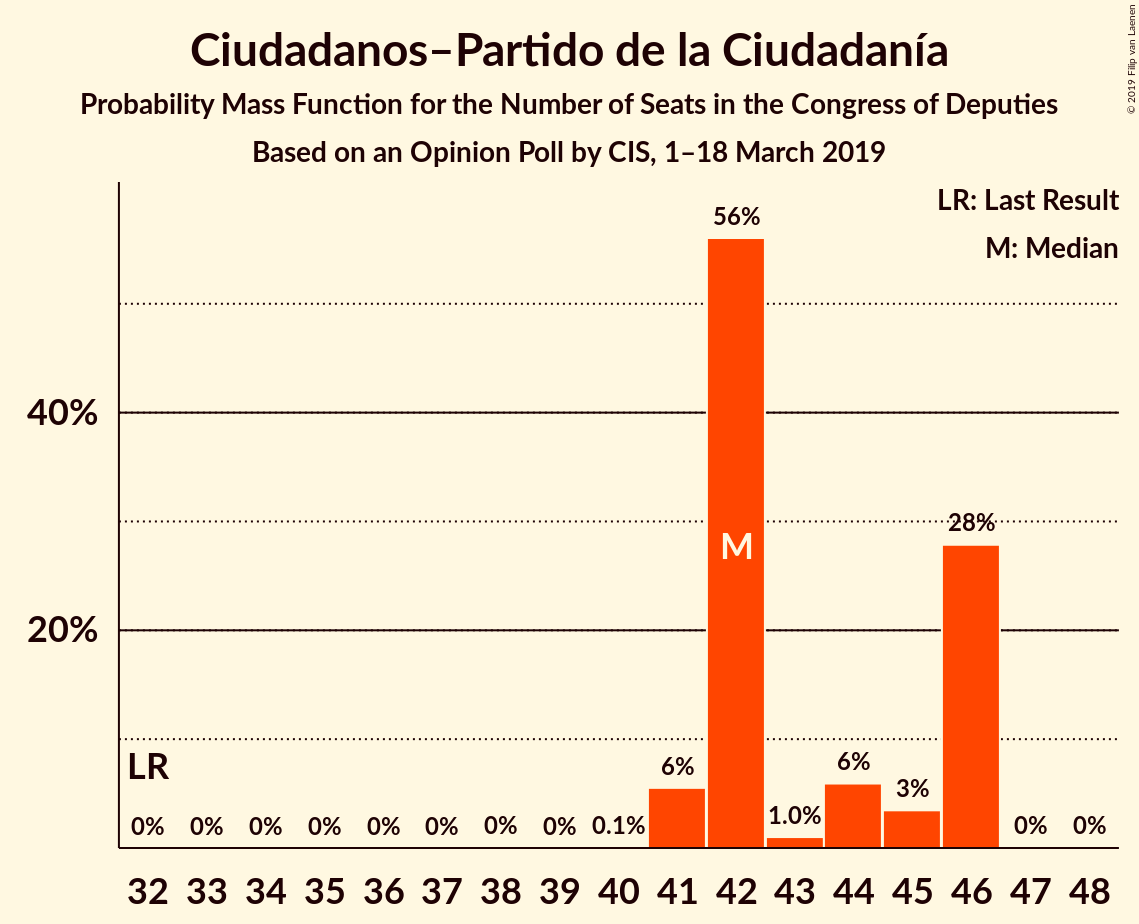 Ciudadanos–Partido de la Ciudadanía
Probability Mass Function for the Number of Seats in the Congress of Deputies
Based on an Opinion Poll by CIS, 1–18 March 2019
© 2019 Filip van Laenen
LR: Last Result
M: Median
56%
40%
28%
M
20%
LR
0% 0% 0% 0% 0% 0% 0% 0% 0.1% 6% 1.0% 6% 3% 0% 0%
32 33 34 35 36 37 38 39 40 41 42 43 44 45 46 47 48